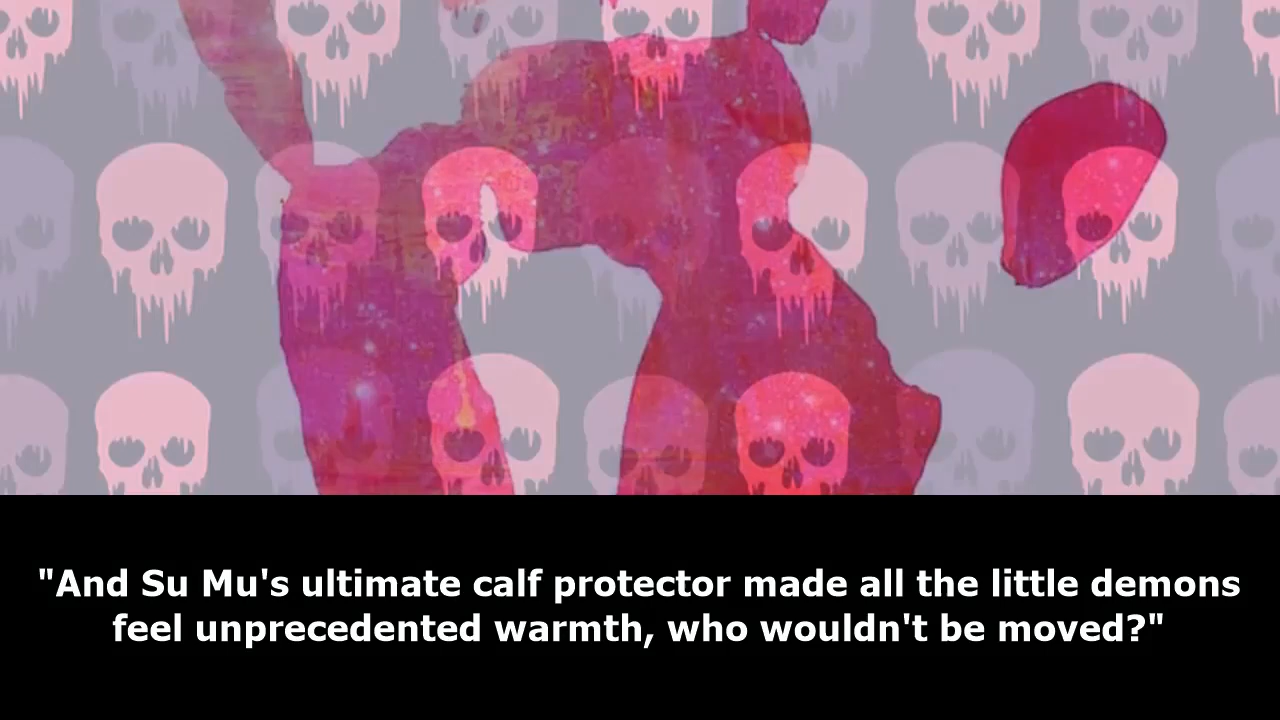 "And Su Mu's ultimate calf protector made all the little demons
feel unprecedented warmth, who wouldn't be moved?"